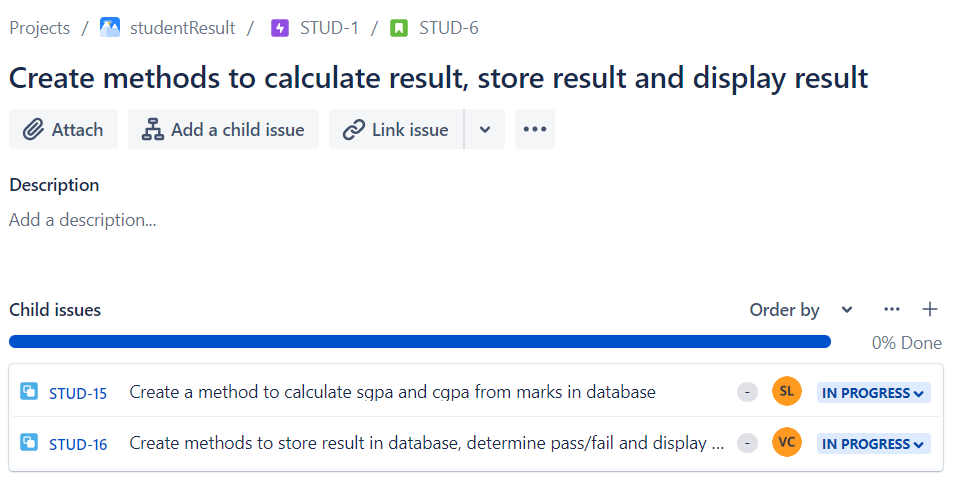 Projects / studentResult / STUD-1 / STUD-6
Create methods to calculate result, store result and display result
Attach Add a child issue Link issue
Description
Add a description...
Child issues Order by
0% Done
STUD-15 Create a method to calculate sgpa and cgpa from marks in database - SL IN PROGRESS
STUD-16 Create methods to store result in database, determine pass/fail and display ... - VC IN PROGRESS